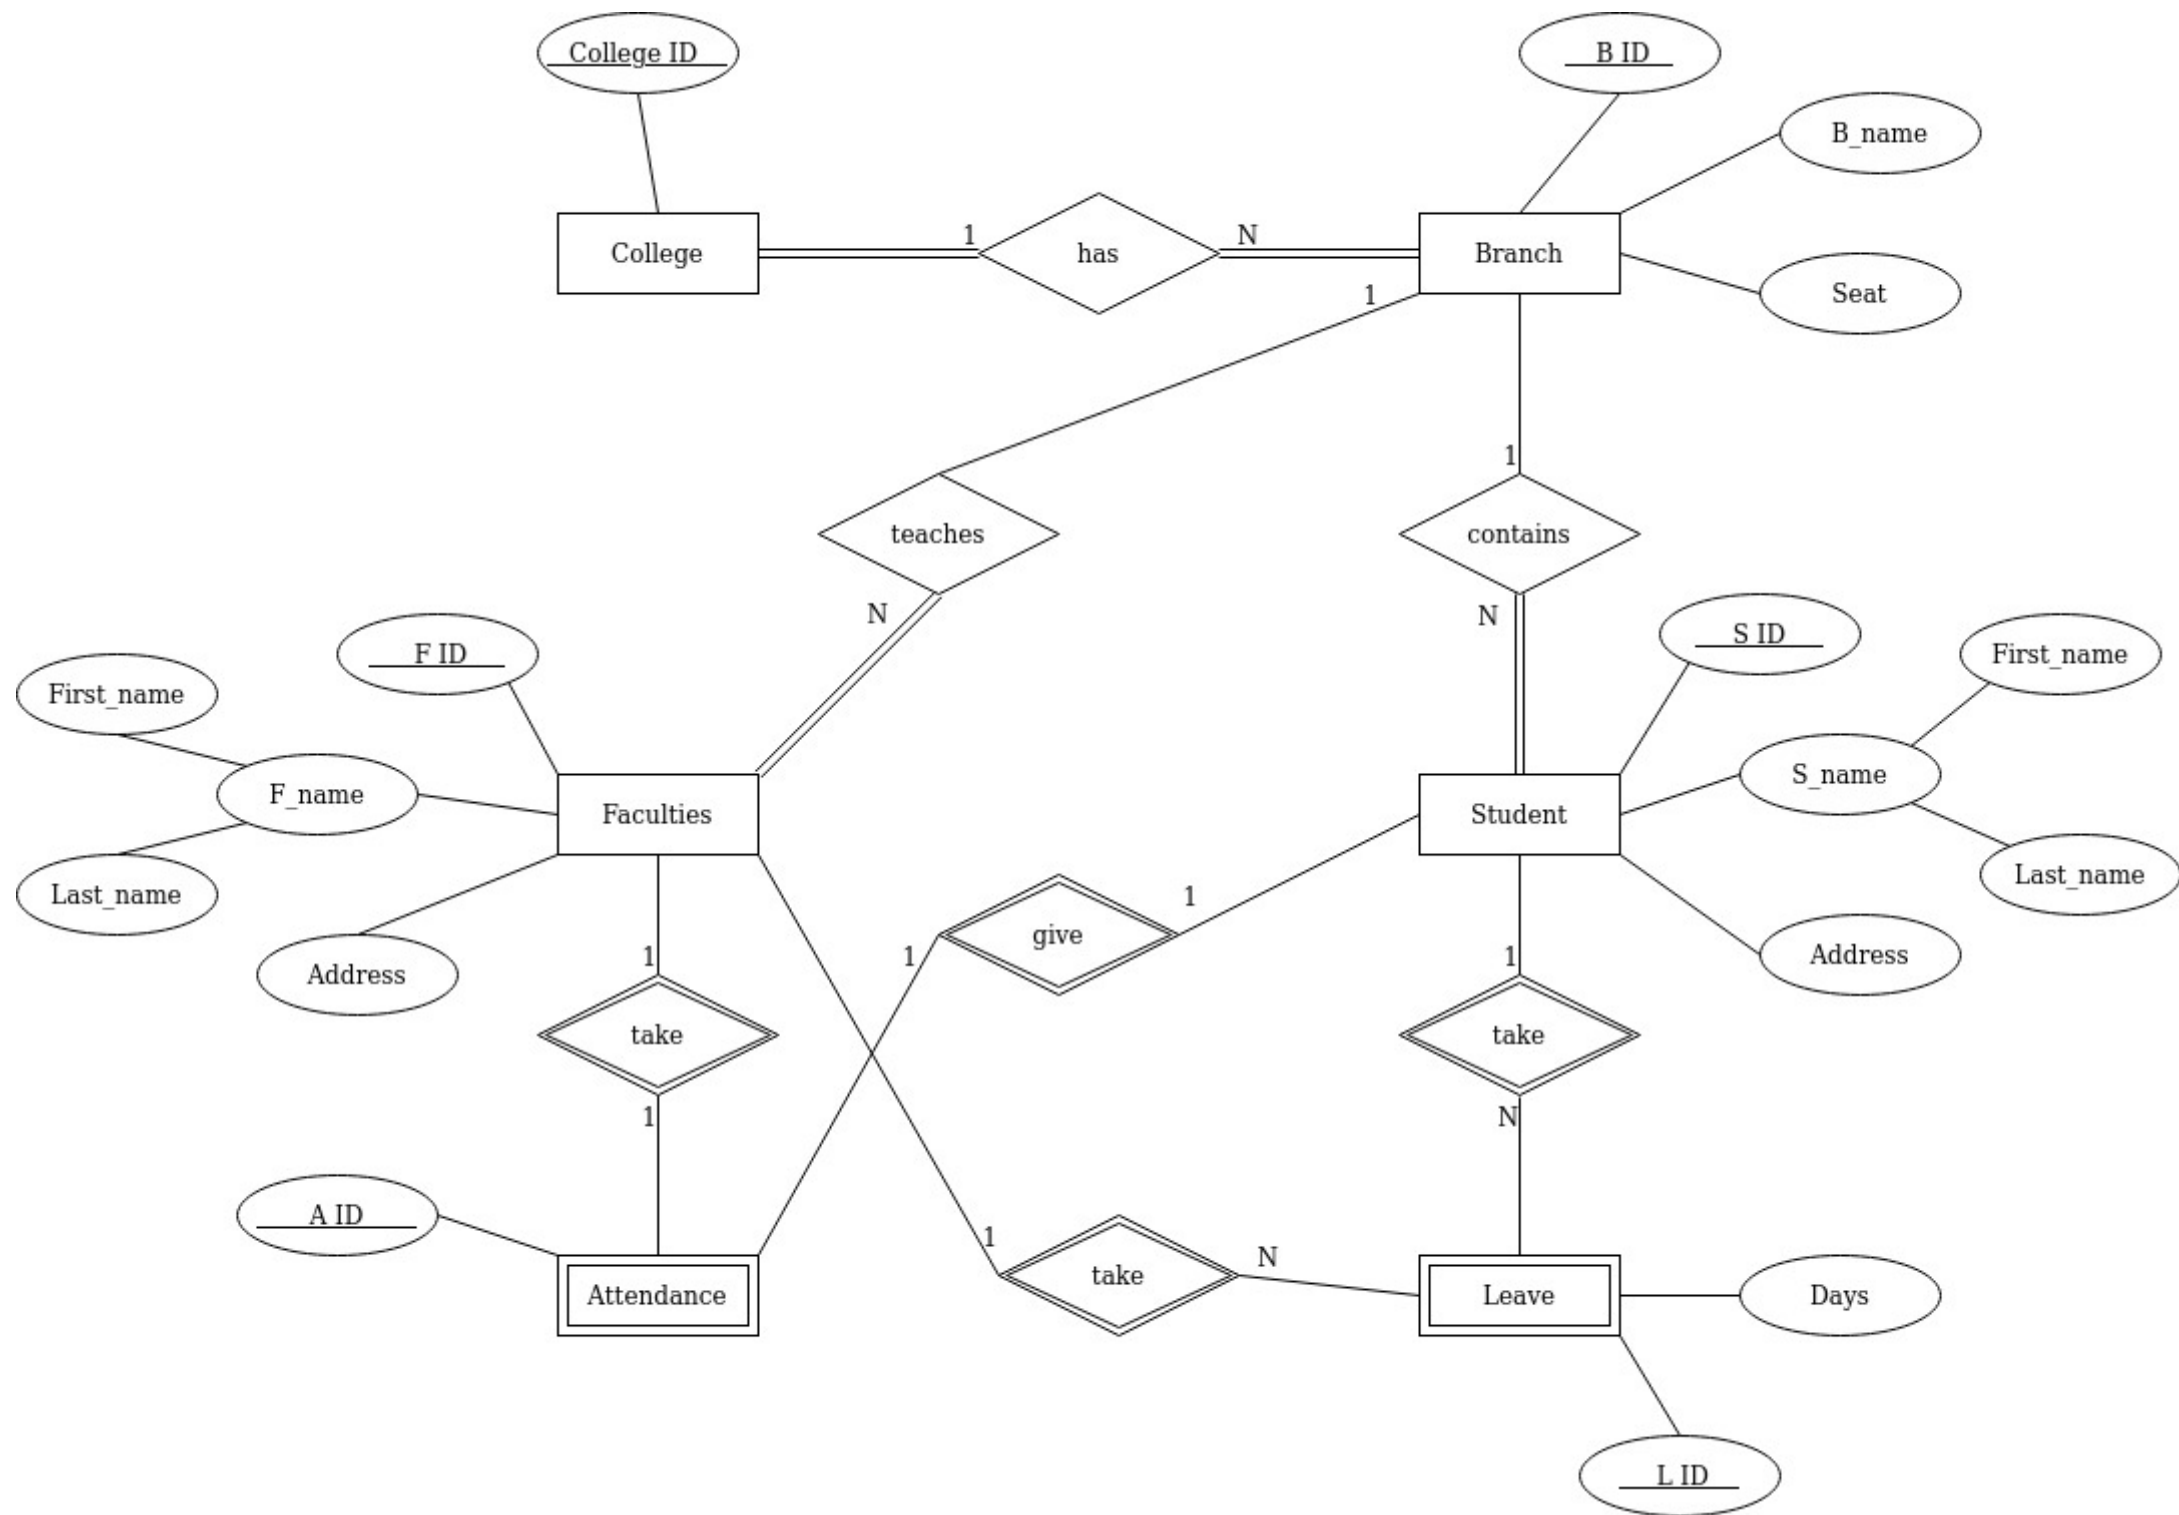 College ID
B ID
B_name
1
N
College
has
Branch
1
Seat
1
teaches
contains
N
N
F ID
S ID
First_name
First_name
F_name
S_name
Faculties
Student
Last_name
1
Last_name
1
1
1
give
Address
Address
take
take
1
N
A ID
1
N
take
Attendance
Leave
Days
L ID